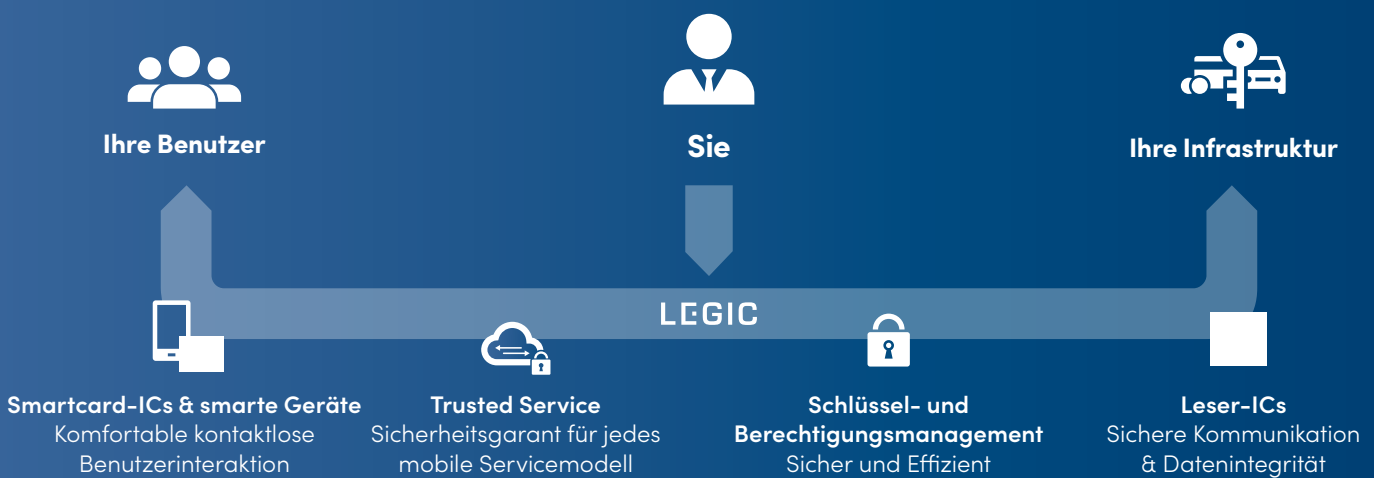 Ihre Benutzer
Sie
Ihre Infrastruktur
LEGIC
Smartcard-ICs & smarte Geräte
Komfortable kontaktlose
Benutzerinteraktion
Trusted Service
Sicherheitsgarant für jedes
mobile Servicemodell
Schlüssel- und
Berechtigungsmanagement
Sicher und Effizient
Leser-ICs
Sichere Kommunikation
& Datenintegrität